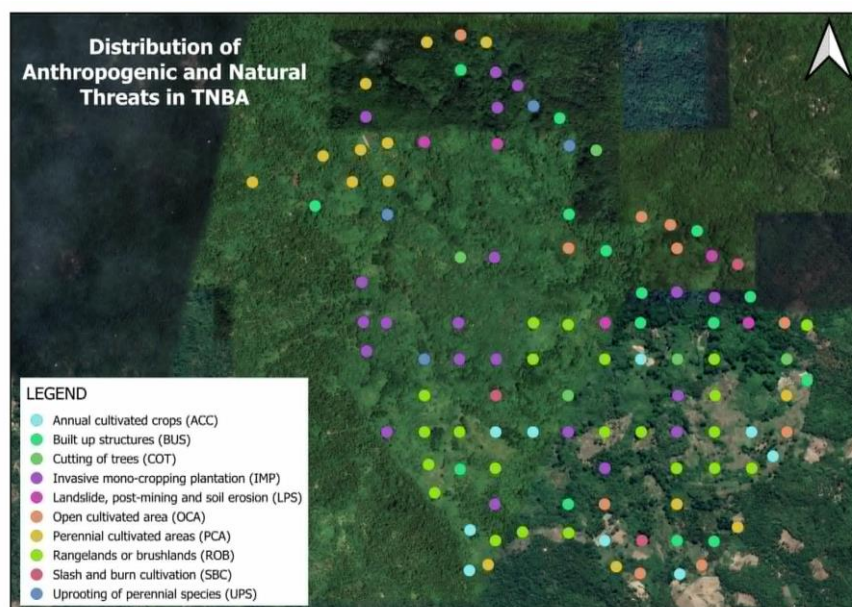 Distribution of
Anthropogenic and Natural
Threats in TNBA
LEGEND
Annual cultivated crops (ACC)
Built up structures (BUS)
Cutting of trees (COT)
Invasive mono-cropping plantation (IMP)
Landslide, post-mining and soil erosion (LPS)
Open cultivated area (OCA)
Perennial cultivated areas (PCA)
Rangelands or brushlands (ROB)
Slash and burn cultivation (SBC)
Uprooting of perennial species (UPS)